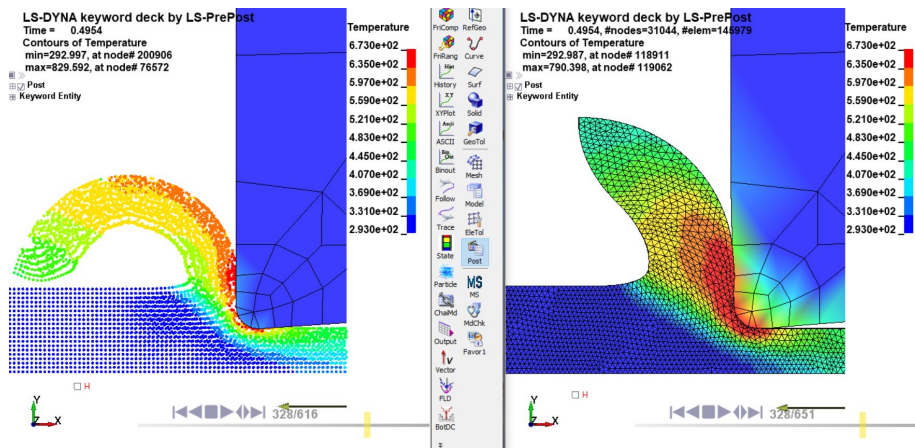 LS-DYNA keyword deck by LS-PrePost
Time =    0.4954
Contours of Temperature
min=292.997, at node# 200906
max=829.592, at node# 76572
Post
Keyword Entity
Temperature
6.730e+02
6.350e+02
5.970e+02
5.590e+02
5.210e+02
4.830e+02
4.450e+02
4.070e+02
3.690e+02
3.310e+02
2.930e+02
H
Y
Z X
328/616
FriComp RefGeo
FriRang Curve
History Surf
XYPlot Solid
ASCII GeoTol
Binout Mesh
Follow Model
Trace EleTol
State Post
Particle MS
ChaiMd MdChk
Output Favor1
Vector
FLD
BotDC
LS-DYNA keyword deck by LS-PrePost
Time =    0.4954, #nodes=31044, #elem=145979
Contours of Temperature
min=292.987, at node# 118911
max=790.398, at node# 119062
Post
Keyword Entity
Temperature
6.730e+02
6.350e+02
5.970e+02
5.590e+02
5.210e+02
4.830e+02
4.450e+02
4.070e+02
3.690e+02
3.310e+02
2.930e+02
H
Y
Z X
328/651